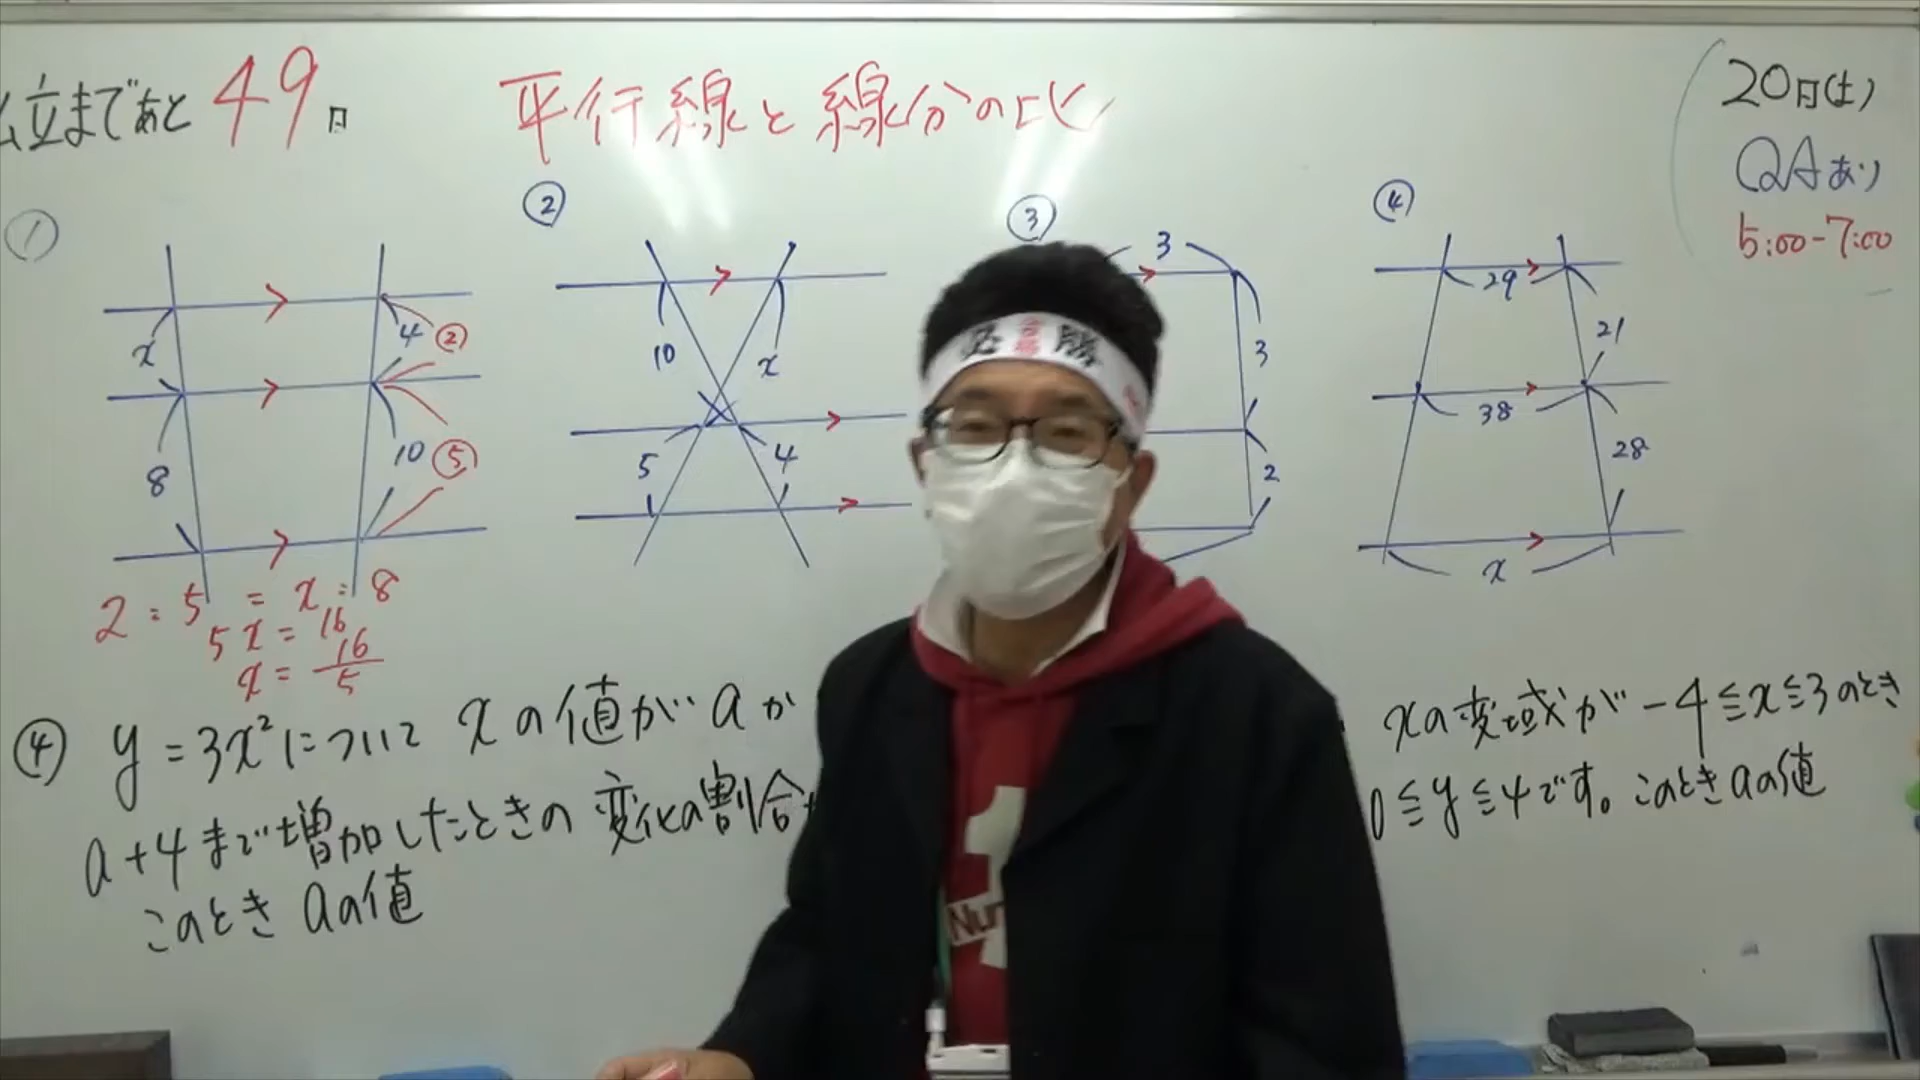 立まであと49日
平行線と線分の比
20日(土)
QAあり
5:00-7:00
①
x
8
4
②
10
⑤
2:5=x:8
5x=16
x=16/5
②
10
x
5
4
③
3
3
2
④
29
21
38
28
x
必 合格 勝
Nu
④ y=3x²について xの値がaか
a+4まで増加したときの変化の割合
このときaの値
xの変域が-4≦x≦3のとき
0≦y≦4です。このときaの値